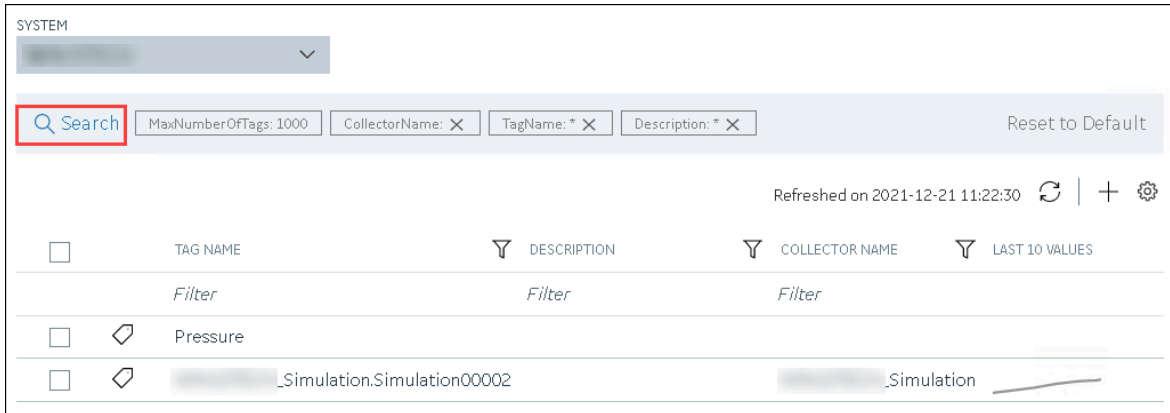 SYSTEM
Search MaxNumberOfTags: 1000 CollectorName: TagName: * Description: *  Reset to Default
Refreshed on 2021-12-21 11:22:30
TAG NAME DESCRIPTION COLLECTOR NAME LAST 10 VALUES
Filter Filter Filter
Pressure
_Simulation.Simulation00002 _Simulation